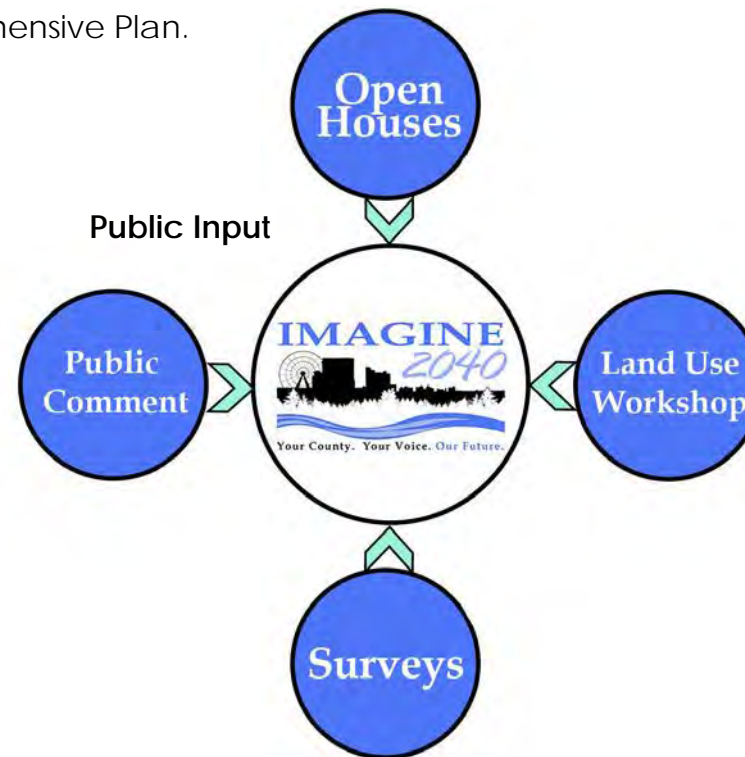 hensive Plan.
Open
Houses
Public Input
Public
Comment
IMAGINE
2040
Your County. Your Voice. Our Future.
Land Use
Workshop
Surveys